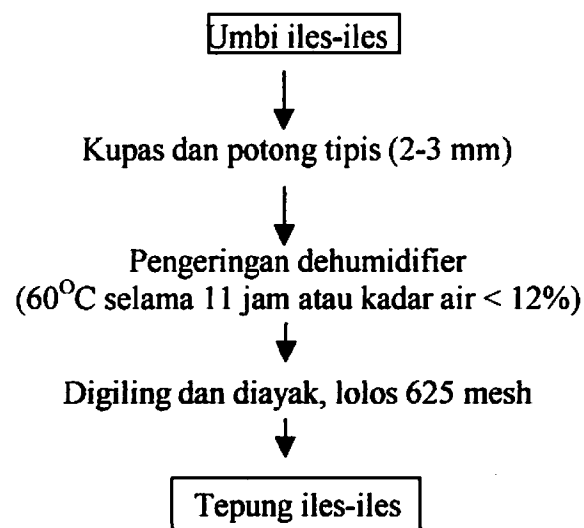 Umbi iles-iles
Kupas dan potong tipis (2-3 mm)
Pengeringan dehumidifier
(60°C selama 11 jam atau kadar air < 12%)
Digiling dan diayak, lolos 625 mesh
Tepung iles-iles